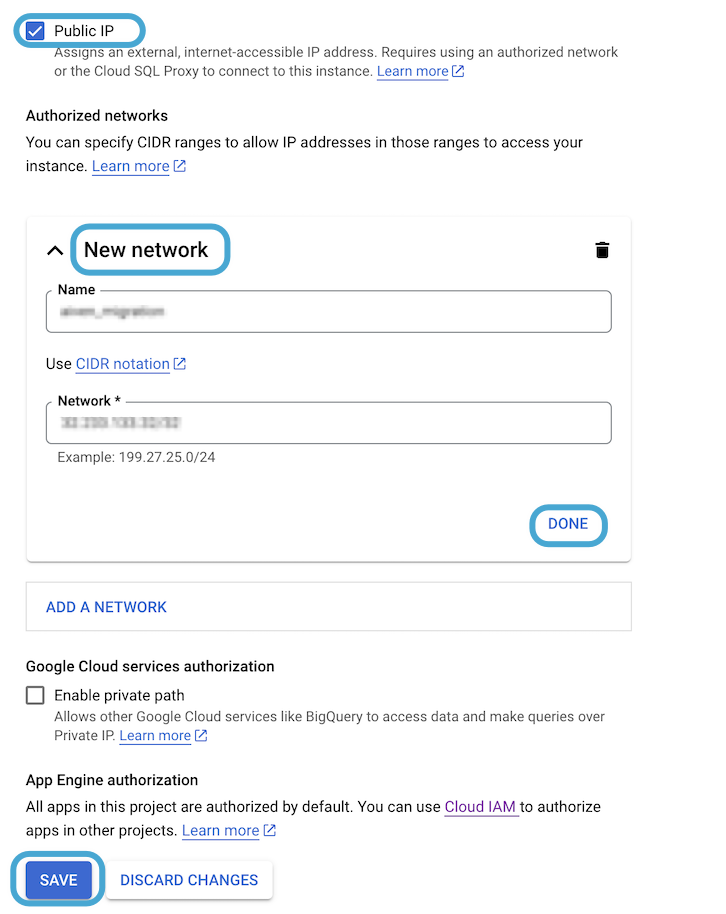 Public IP
Assigns an external, internet-accessible IP address. Requires using an authorized network
or the Cloud SQL Proxy to connect to this instance. Learn more
Authorized networks
You can specify CIDR ranges to allow IP addresses in those ranges to access your
instance. Learn more
New network
Name
Use CIDR notation
Network *
Example: 199.27.25.0/24
DONE
ADD A NETWORK
Google Cloud services authorization
Enable private path
Allows other Google Cloud services like BigQuery to access data and make queries over
Private IP. Learn more
App Engine authorization
All apps in this project are authorized by default. You can use Cloud IAM to authorize
apps in other projects. Learn more
SAVE DISCARD CHANGES